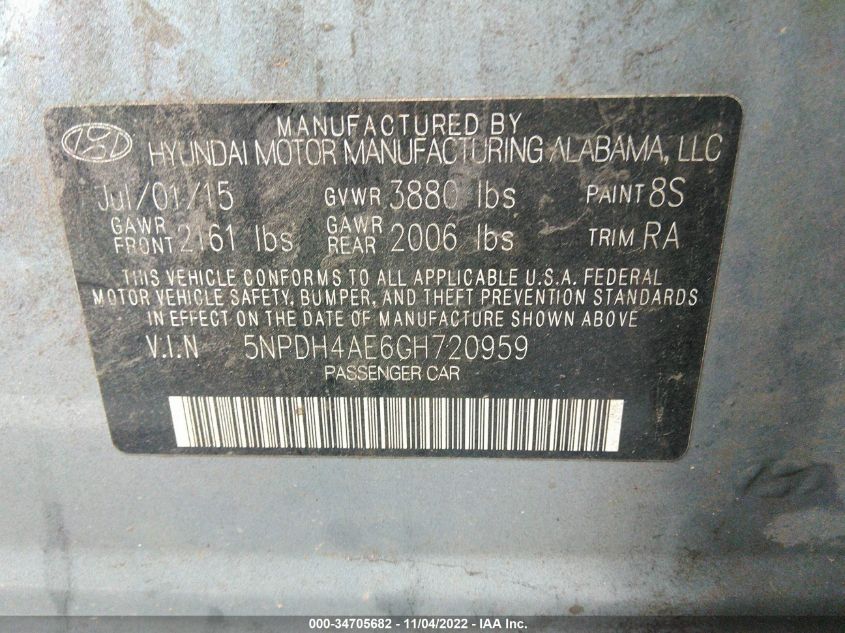 MANUFACTURED BY
HYUNDAI MOTOR MANUFACTURING ALABAMA, LLC
Jul/01/15 GVWR 3880 lbs PAINT 8S
GAWR FRONT 2161 lbs GAWR REAR 2006 lbs TRIM RA
THIS VEHICLE CONFORMS TO ALL APPLICABLE U.S.A. FEDERAL
MOTOR VEHICLE SAFETY, BUMPER, AND THEFT PREVENTION STANDARDS
IN EFFECT ON THE DATE OF MANUFACTURE SHOWN ABOVE
V.I.N 5NPDH4AE6GH720959
PASSENGER CAR
000-34705682 - 11/04/2022 - IAA Inc.